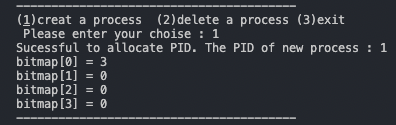 ----------------------------------------
(1)creat a process  (2)delete a process (3)exit
 Please enter your choise : 1
Sucessful to allocate PID. The PID of new process : 1
bitmap[0] = 3
bitmap[1] = 0
bitmap[2] = 0
bitmap[3] = 0
----------------------------------------